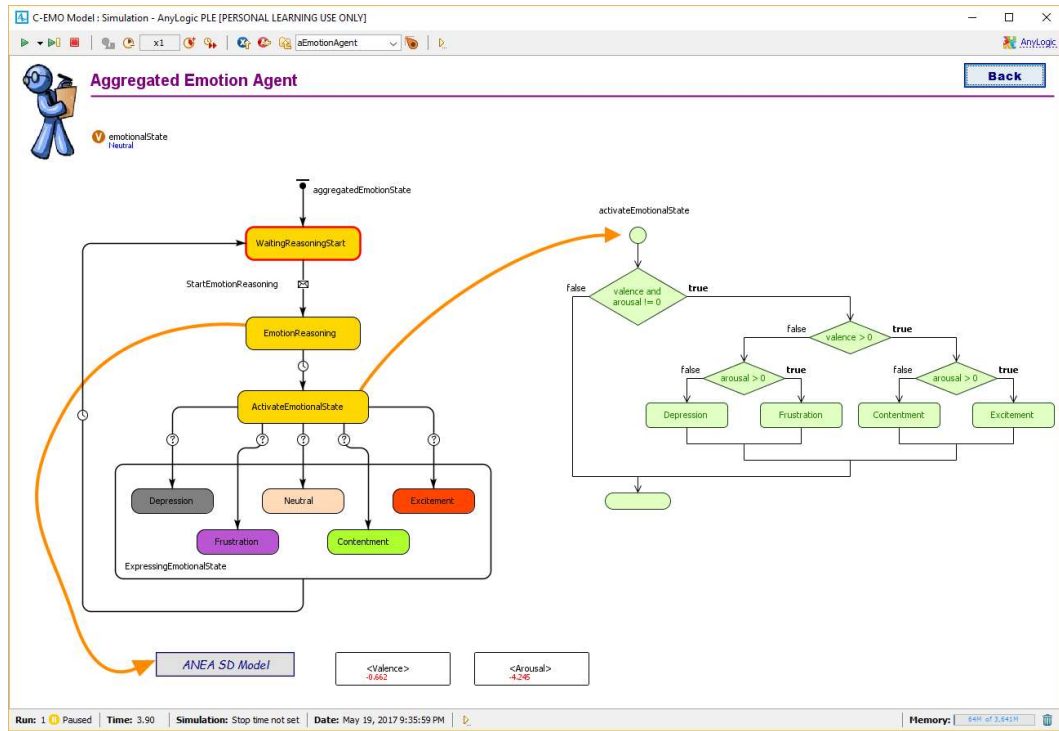 C-EMO Model : Simulation - AnyLogic PLE [PERSONAL LEARNING USE ONLY]
x1
aEmotionAgent
AnyLogic
Aggregated Emotion Agent
Back
V
emotionalState
Neutral
aggregatedEmotionState
WaitingReasoningStart
StartEmotionReasoning
EmotionReasoning
ActivateEmotionalState
?
?
?
?
?
Depression
Neutral
Excitement
Frustration
Contentment
ExpressingEmotionalState
activateEmotionalState
false
valence and
arousal != 0
true
false
valence > 0
true
false
arousal > 0
true
false
arousal > 0
true
Depression
Frustration
Contentment
Excitement
ANEA SD Model
<Valence>
-0.662
<Arousal>
-4.245
Run: 1 Paused Time: 3.90 Simulation: Stop time not set Date: May 19, 2017 9:35:59 PM Memory: 64M of 3,641M